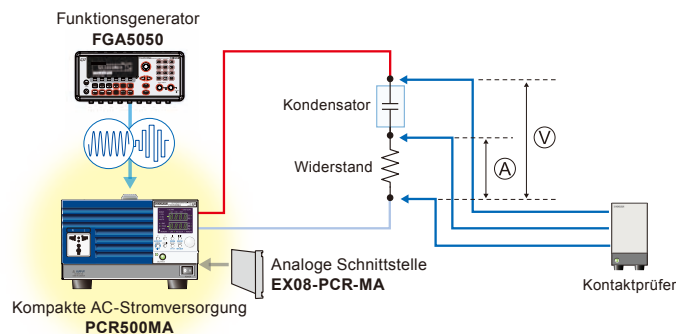 Funktionsgenerator
FGA5050
Kondensator
Widerstand
V
A
Analoge Schnittstelle
EX08-PCR-MA
Kontaktprüfer
Kompakte AC-Stromversorgung
PCR500MA